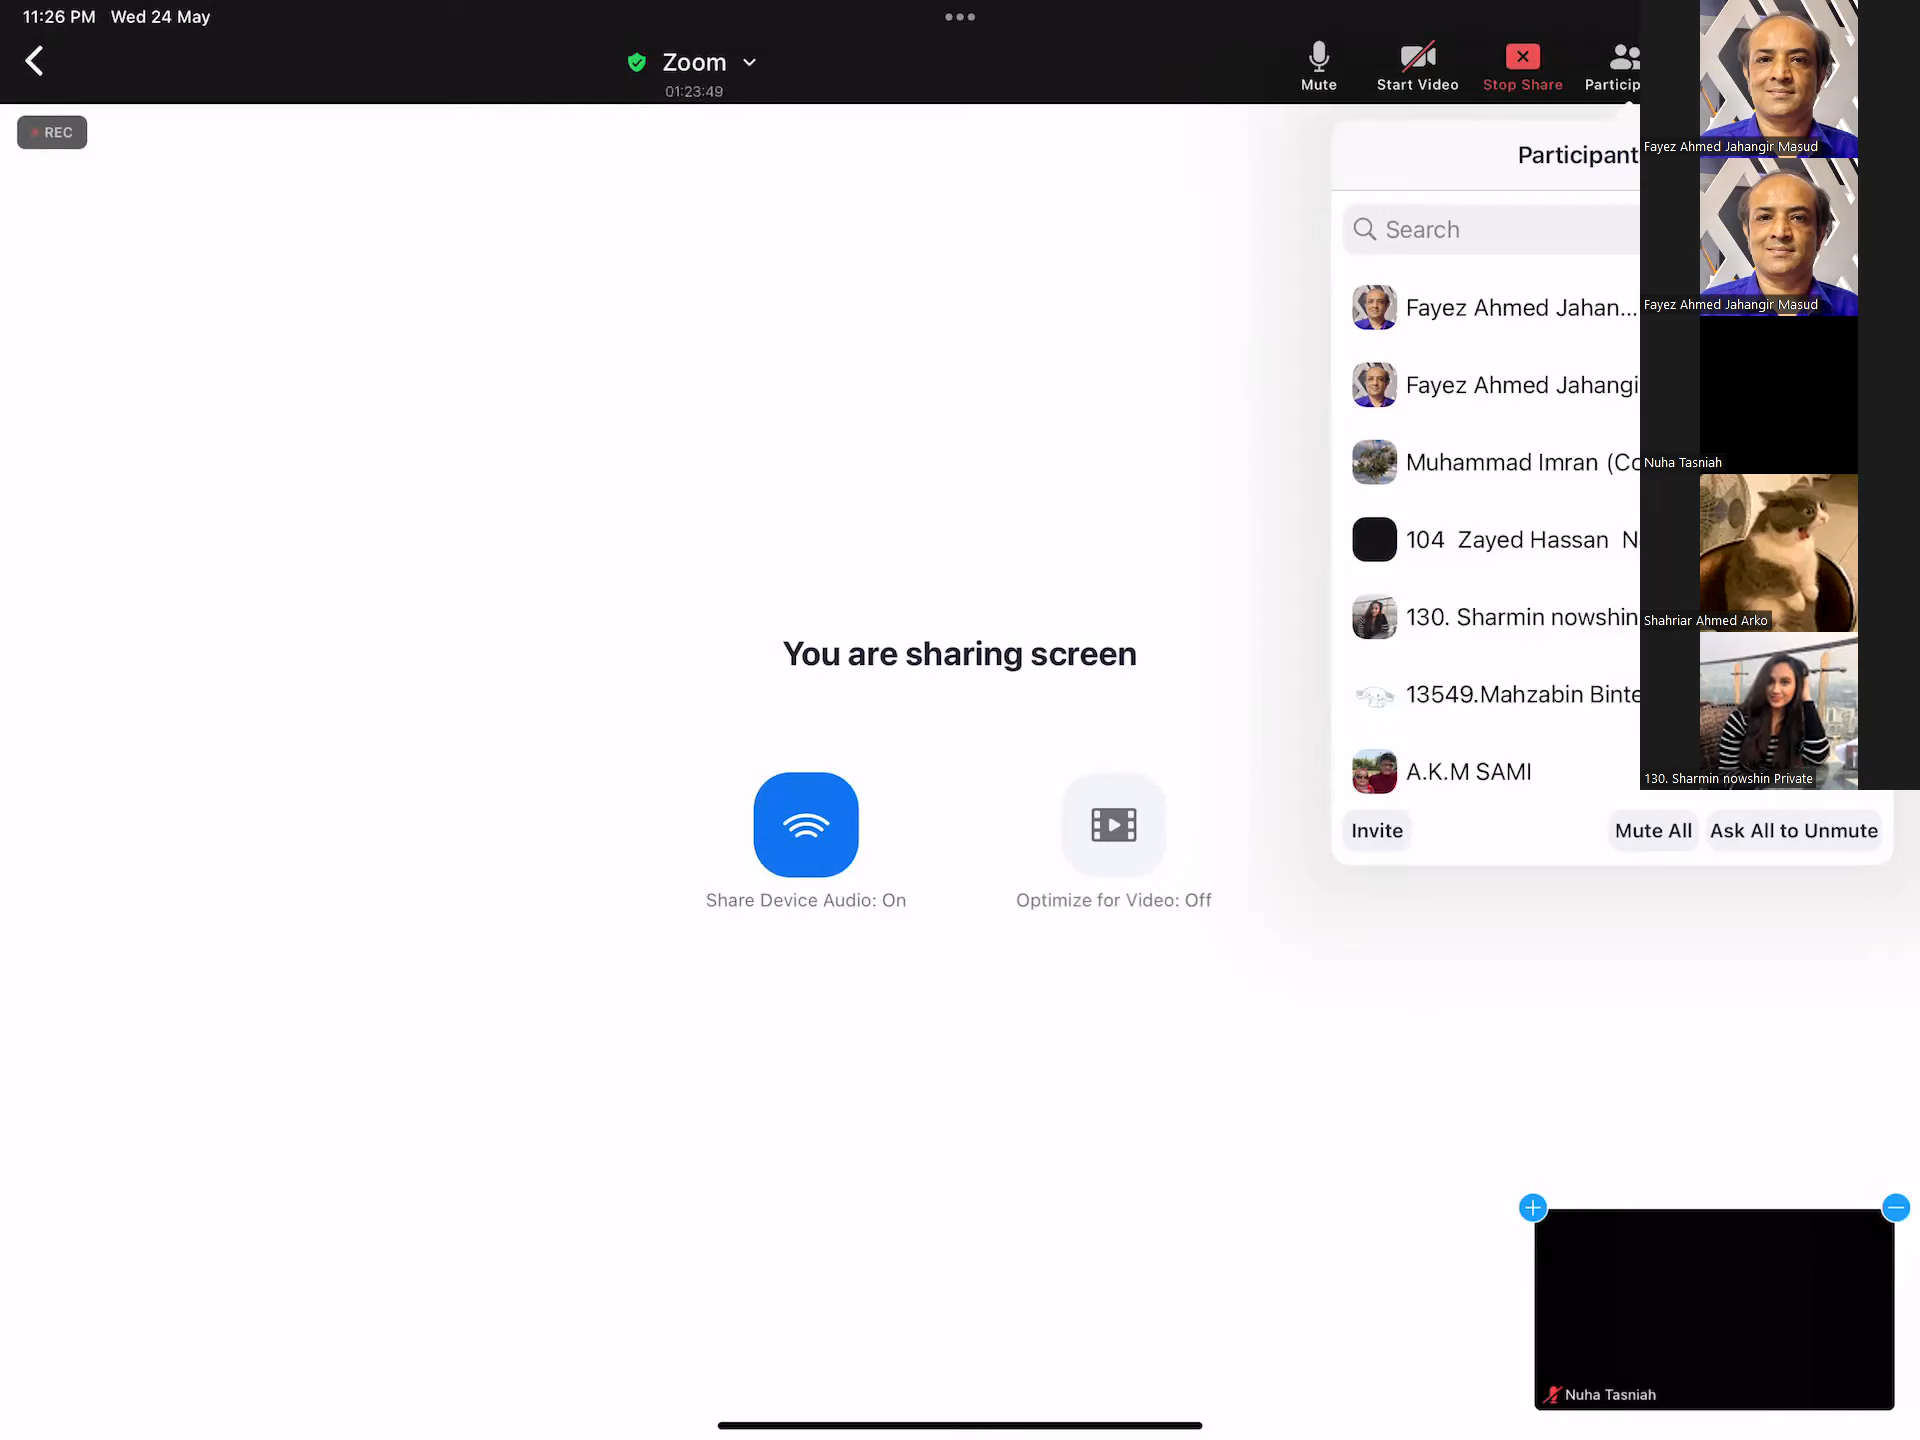 11:26 PM Wed 24 May
Zoom
01:23:49
Mute
Start Video
Stop Share
Particip
REC
Participant
Search
Fayez Ahmed Jahan...
Fayez Ahmed Jahangi
Muhammad Imran (Co
104 Zayed Hassan N
130. Sharmin nowshin
13549.Mahzabin Binte
A.K.M SAMI
Invite
Mute All
Ask All to Unmute
Fayez Ahmed Jahangir Masud
Fayez Ahmed Jahangir Masud
Nuha Tasniah
Shahriar Ahmed Arko
130. Sharmin nowshin Private
You are sharing screen
Share Device Audio: On
Optimize for Video: Off
Nuha Tasniah